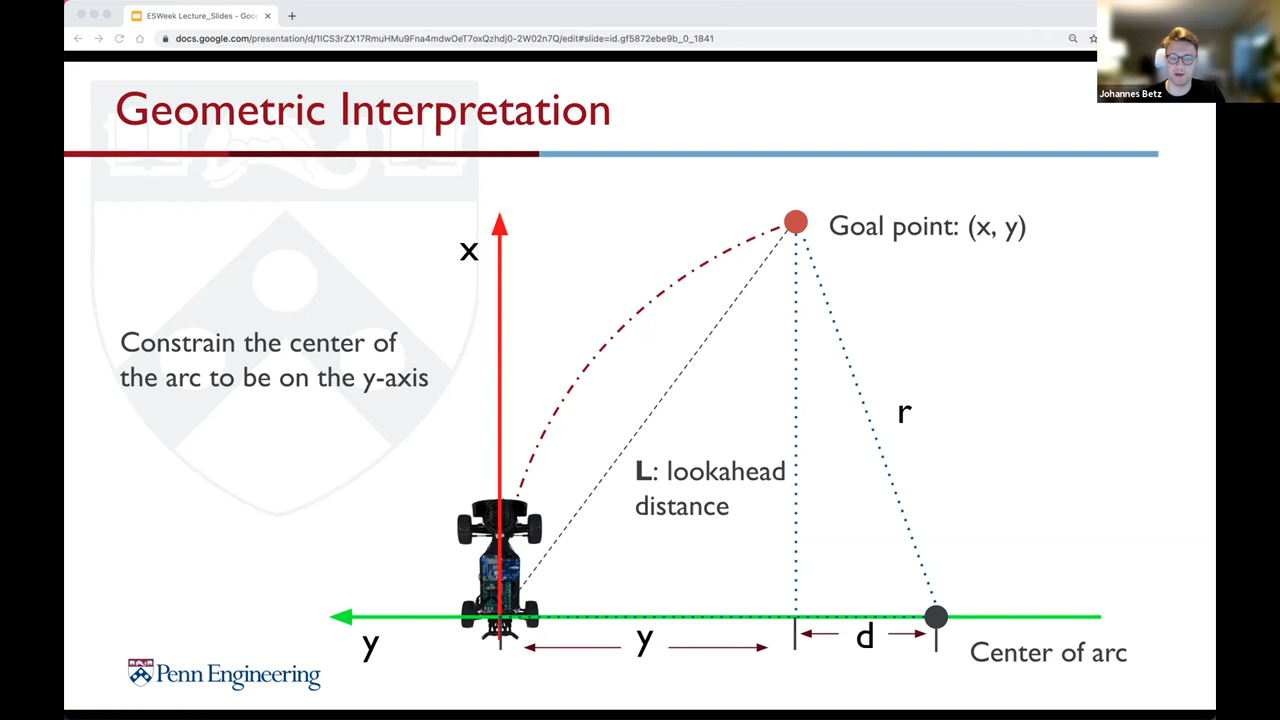 ESWeek Lecture_Slides - Goo
docs.google.com/presentation/d/1ICS3rZX17RmuHMu9Fna4mdwOeT7oxQzhdj0-2W02n7Q/edit#slide=id.gf5872ebe9b_0_1841
Johannes Betz
Geometric Interpretation
Goal point: (x, y)
x
Constrain the center of
the arc to be on the y-axis
r
L: lookahead
distance
y
y
d
Center of arc
Penn Engineering